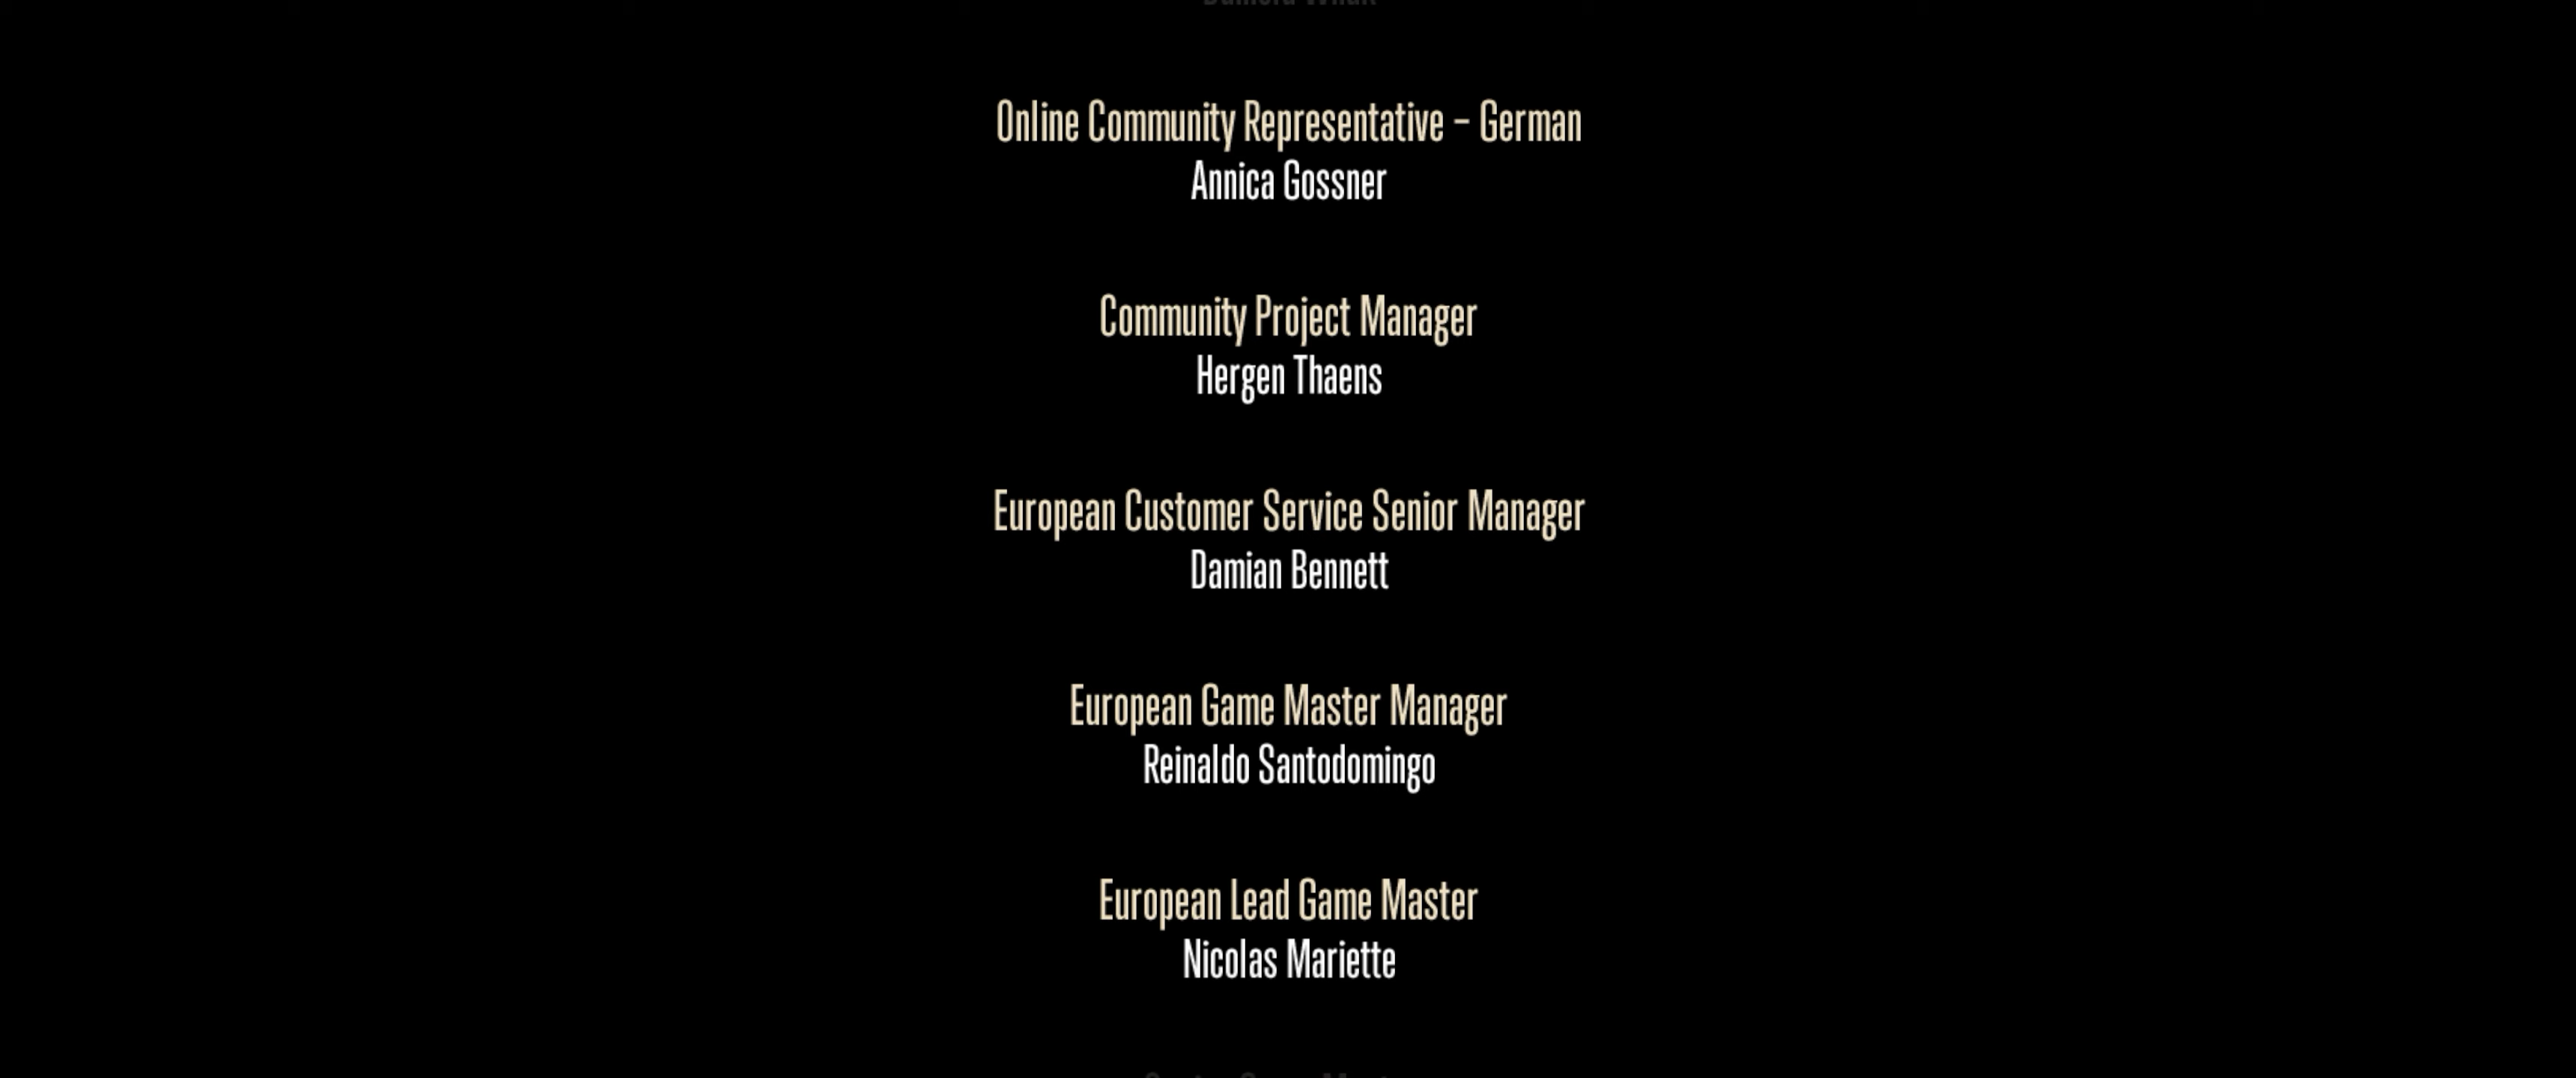 Online Community Representative – German
Annica Gossner
Community Project Manager
Hergen Thaens
European Customer Service Senior Manager
Damian Bennett
European Game Master Manager
Reinaldo Santodomingo
European Lead Game Master
Nicolas Mariette